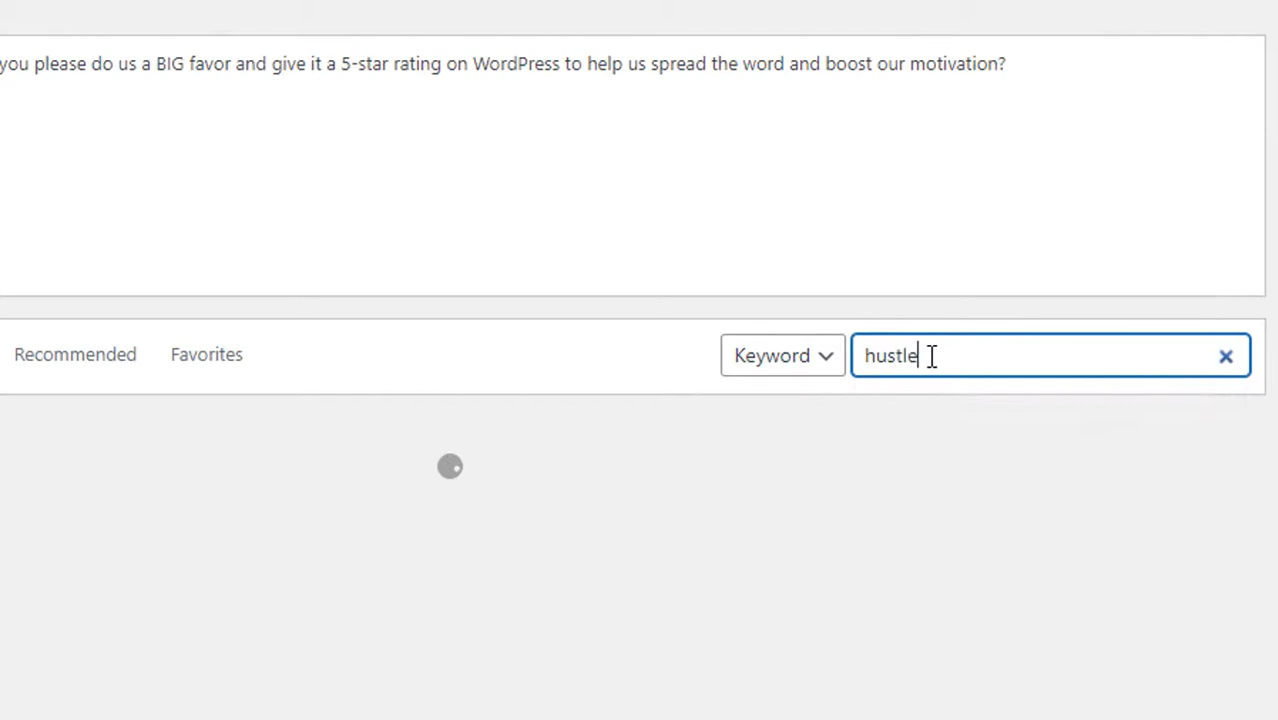 you please do us a BIG favor and give it a 5-star rating on WordPress to help us spread the word and boost our motivation?
Recommended Favorites Keyword hustle